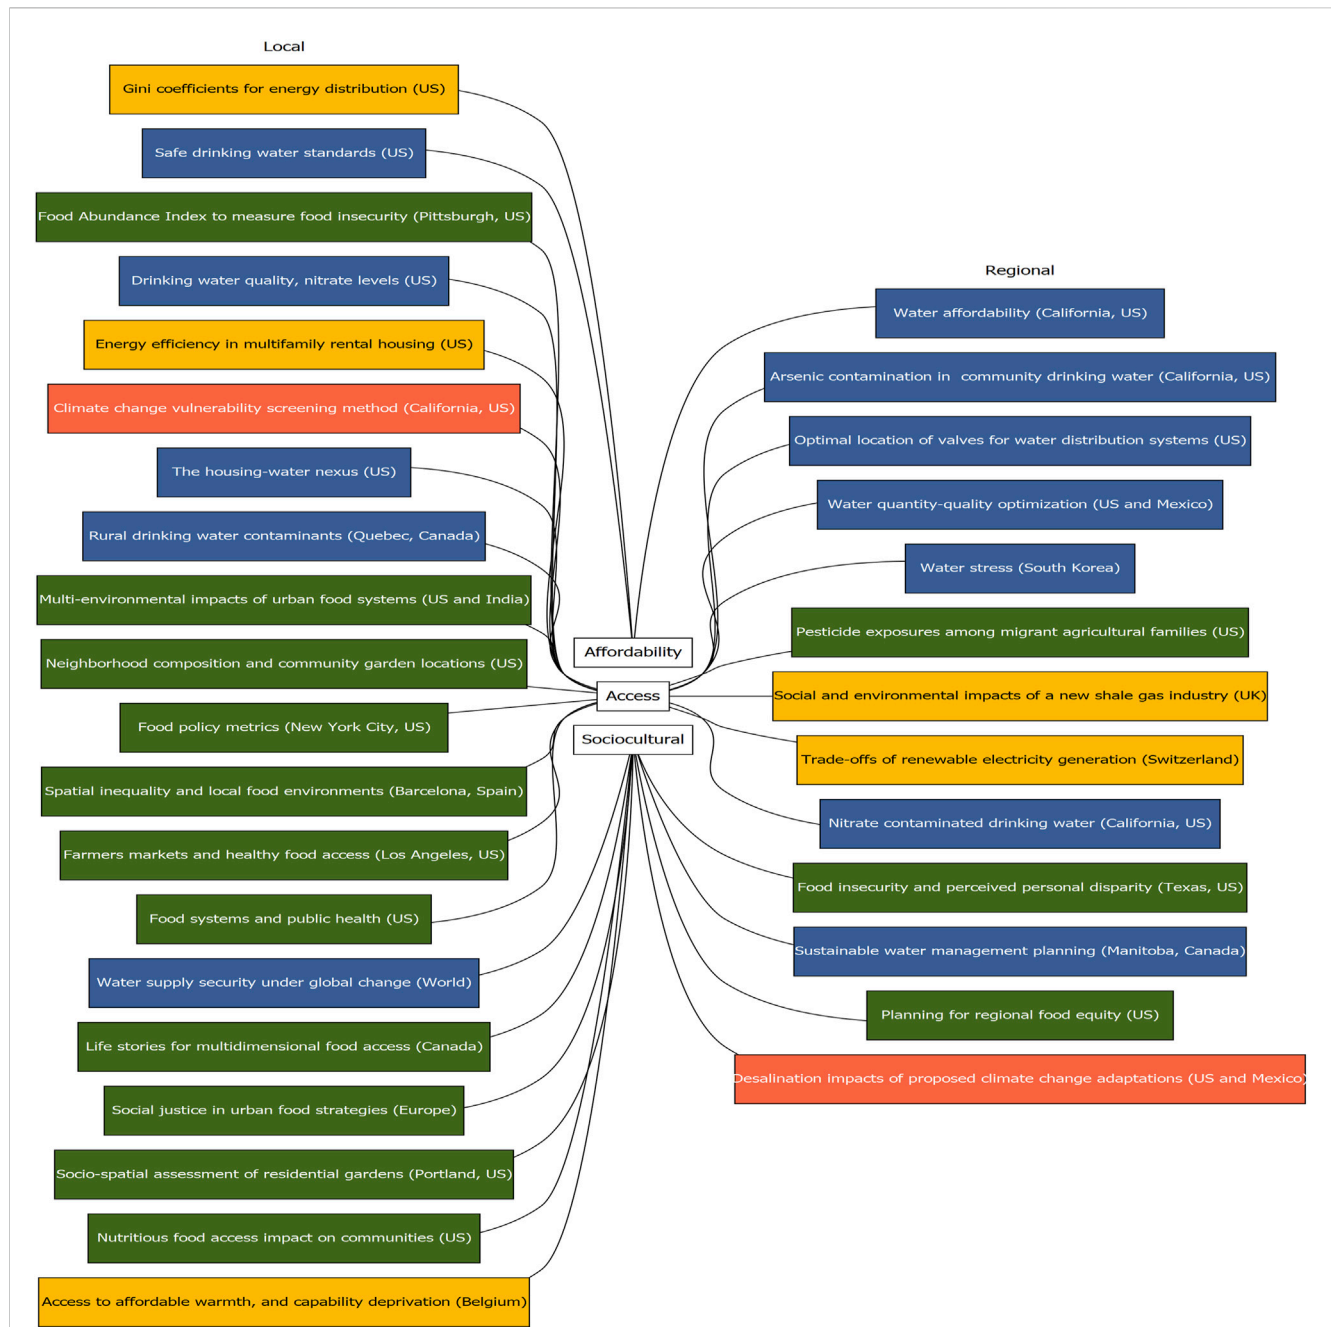 Local
Gini coefficients for energy distribution (US)
Safe drinking water standards (US)
Food Abundance Index to measure food insecurity (Pittsburgh, US)
Drinking water quality, nitrate levels (US)
Energy efficiency in multifamily rental housing (US)
Climate change vulnerability screening method (California, US)
The housing-water nexus (US)
Rural drinking water contaminants (Quebec, Canada)
Multi-environmental impacts of urban food systems (US and India)
Neighborhood composition and community garden locations (US)
Food policy metrics (New York City, US)
Spatial inequality and local food environments (Barcelona, Spain)
Farmers markets and healthy food access (Los Angeles, US)
Food systems and public health (US)
Water supply security under global change (World)
Life stories for multidimensional food access (Canada)
Social justice in urban food strategies (Europe)
Socio-spatial assessment of residential gardens (Portland, US)
Nutritious food access impact on communities (US)
Access to affordable warmth, and capability deprivation (Belgium)
Affordability
Access
Sociocultural
Regional
Water affordability (California, US)
Arsenic contamination in  community drinking water (California, US)
Optimal location of valves for water distribution systems (US)
Water quantity-quality optimization (US and Mexico)
Water stress (South Korea)
Pesticide exposures among migrant agricultural families (US)
Social and environmental impacts of a new shale gas industry (UK)
Trade-offs of renewable electricity generation (Switzerland)
Nitrate contaminated drinking water (California, US)
Food insecurity and perceived personal disparity (Texas, US)
Sustainable water management planning (Manitoba, Canada)
Planning for regional food equity (US)
Desalination impacts of proposed climate change adaptations (US and Mexico)